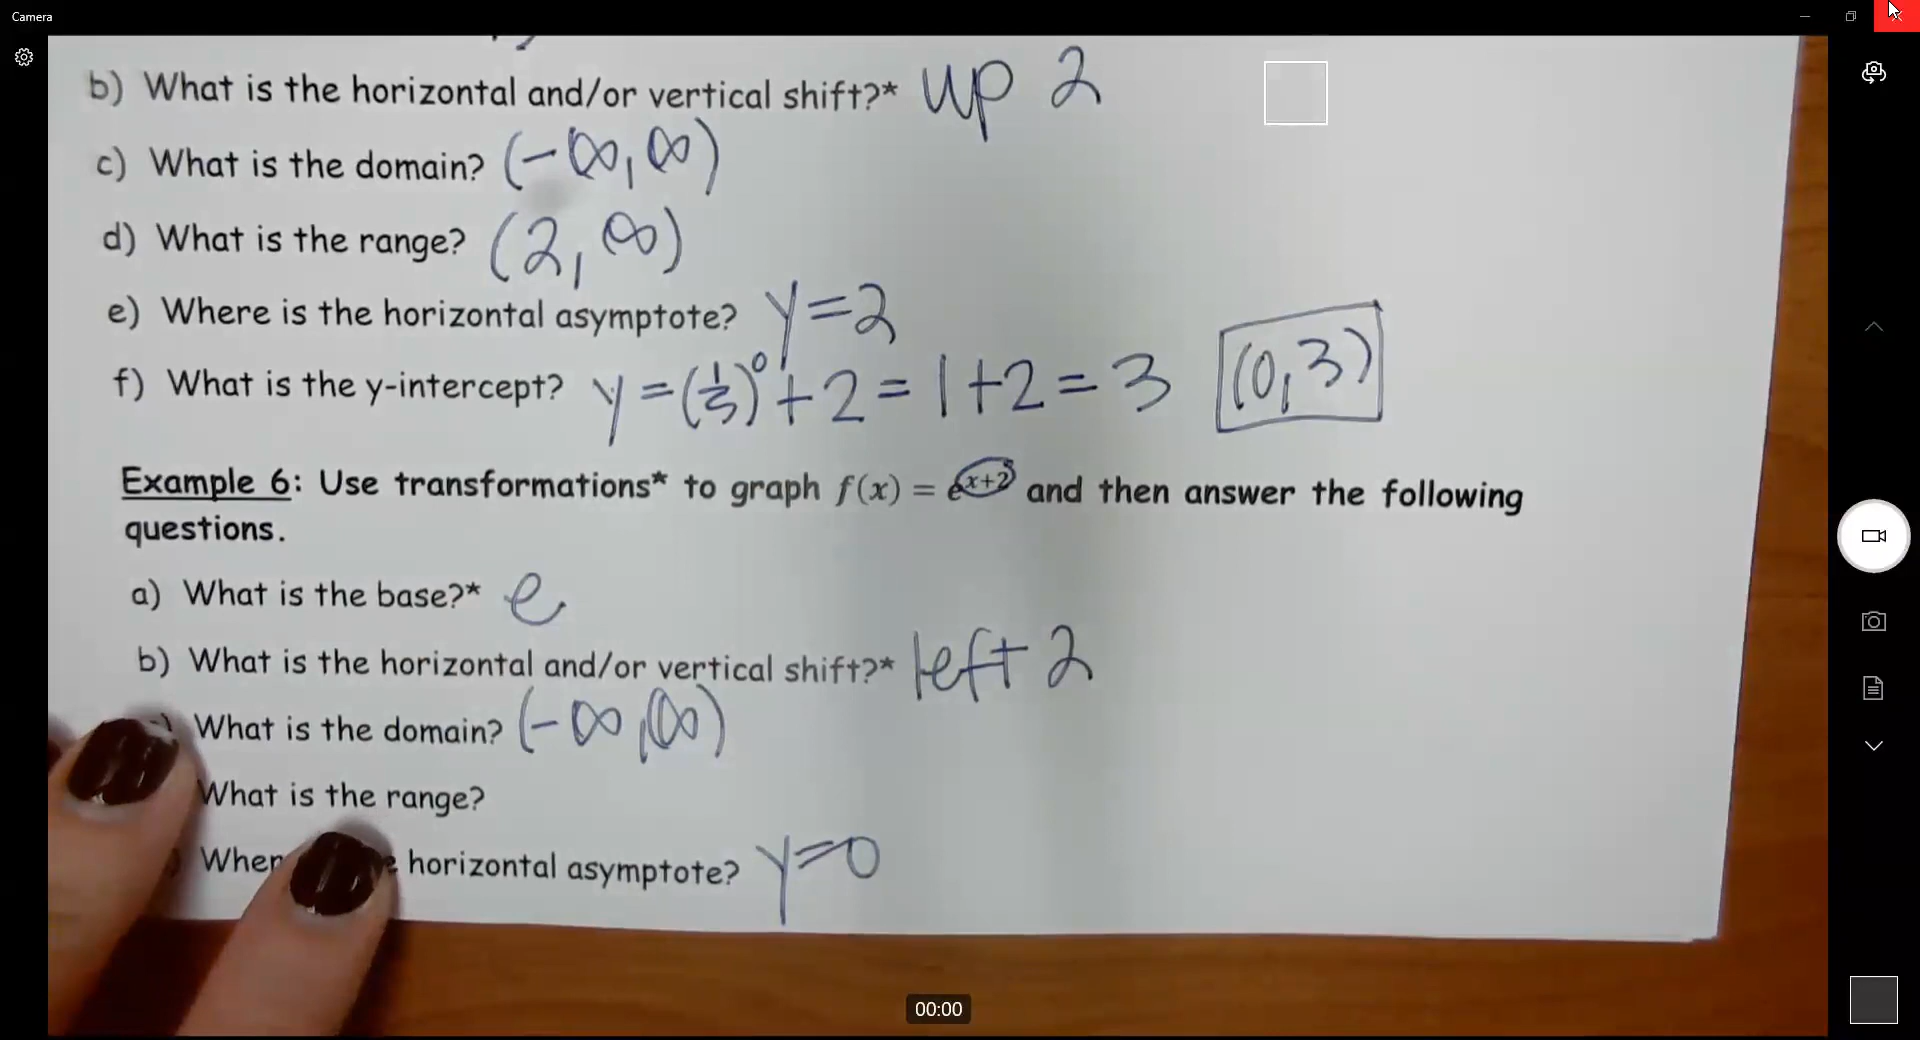 Camera
b) What is the horizontal and/or vertical shift?* up 2
c) What is the domain? (-∞,∞)
d) What is the range? (2,∞)
e) Where is the horizontal asymptote? y=2
f) What is the y-intercept? y=(1/3)^0+2=1+2=3 (0,3)
Example 6: Use transformations* to graph f(x) = e^(x+2) and then answer the following
questions.
a) What is the base?* e
b) What is the horizontal and/or vertical shift?* left 2
What is the domain? (-∞,∞)
What is the range?
horizontal asymptote? y=0
00:00